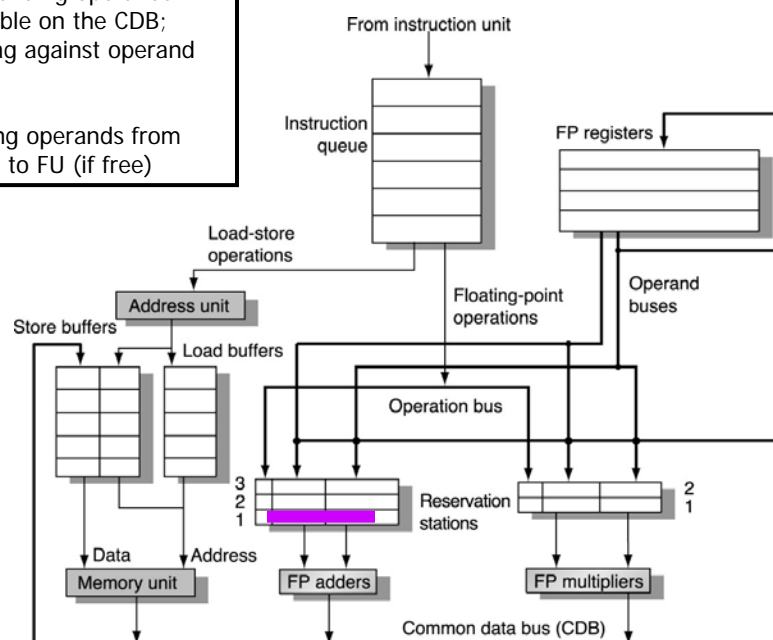 ble on the CDB;
g against operand
ng operands from
to FU (if free)
From instruction unit
Instruction
queue
FP registers
Load-store
operations
Address unit
Floating-point
operations
Operand
buses
Store buffers
Load buffers
Operation bus
3
2
1
Reservation
stations
2
1
Data
Address
Memory unit
FP adders
FP multipliers
Common data bus (CDB)